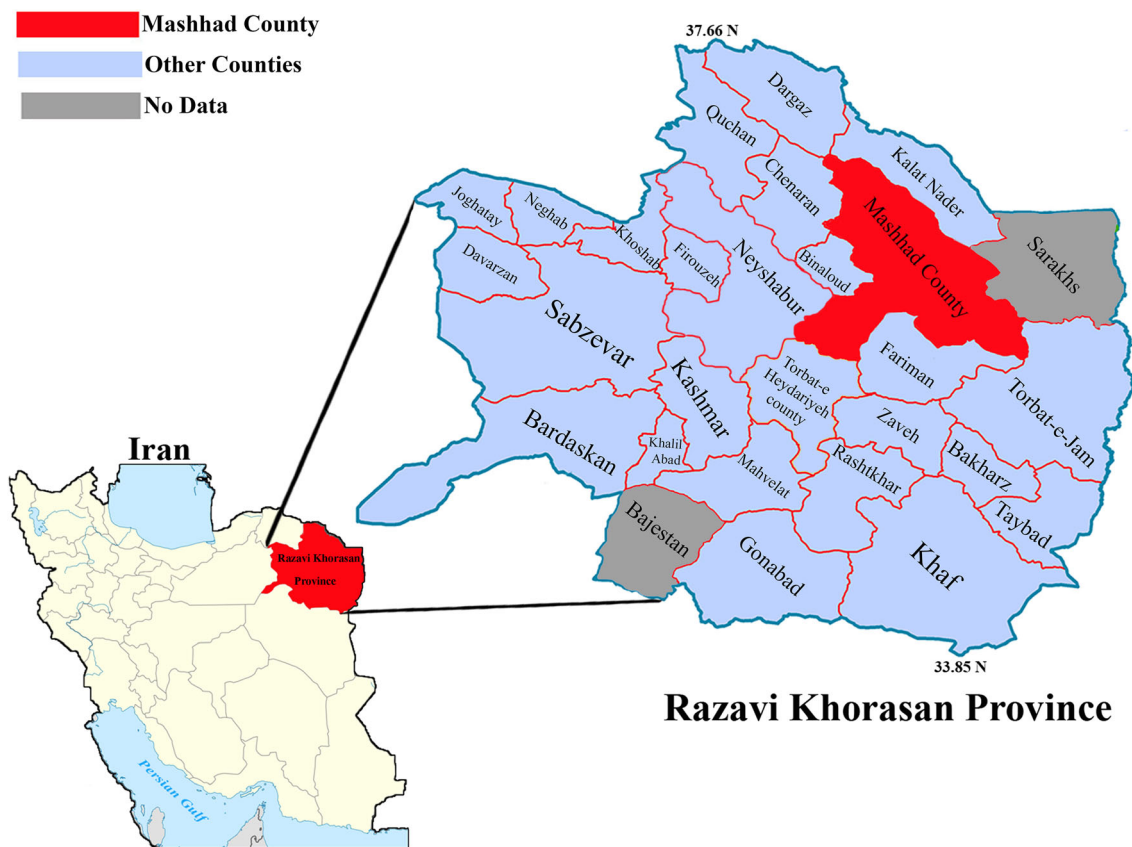 Mashhad County
Other Counties
No Data
37.66 N
Dargaz
Quchan
Kalat Nader
Chenaran
Mashhad County
Joghatay
Neghab
Khoshab
Firouzeh
Neyshabur
Binaloud
Sarakhs
Davarzan
Sabzevar
Kashmar
Torbat-e
Heydariyeh
county
Fariman
Torbat-e-Jam
Zaveh
Bardaskan
Khalil
Abad
Mahvelat
Rashtkhar
Bakharz
Taybad
Bajestan
Gonabad
Khaf
33.85 N
Razavi Khorasan Province
Iran
Razavi Khorasan
Province
Persian Gulf